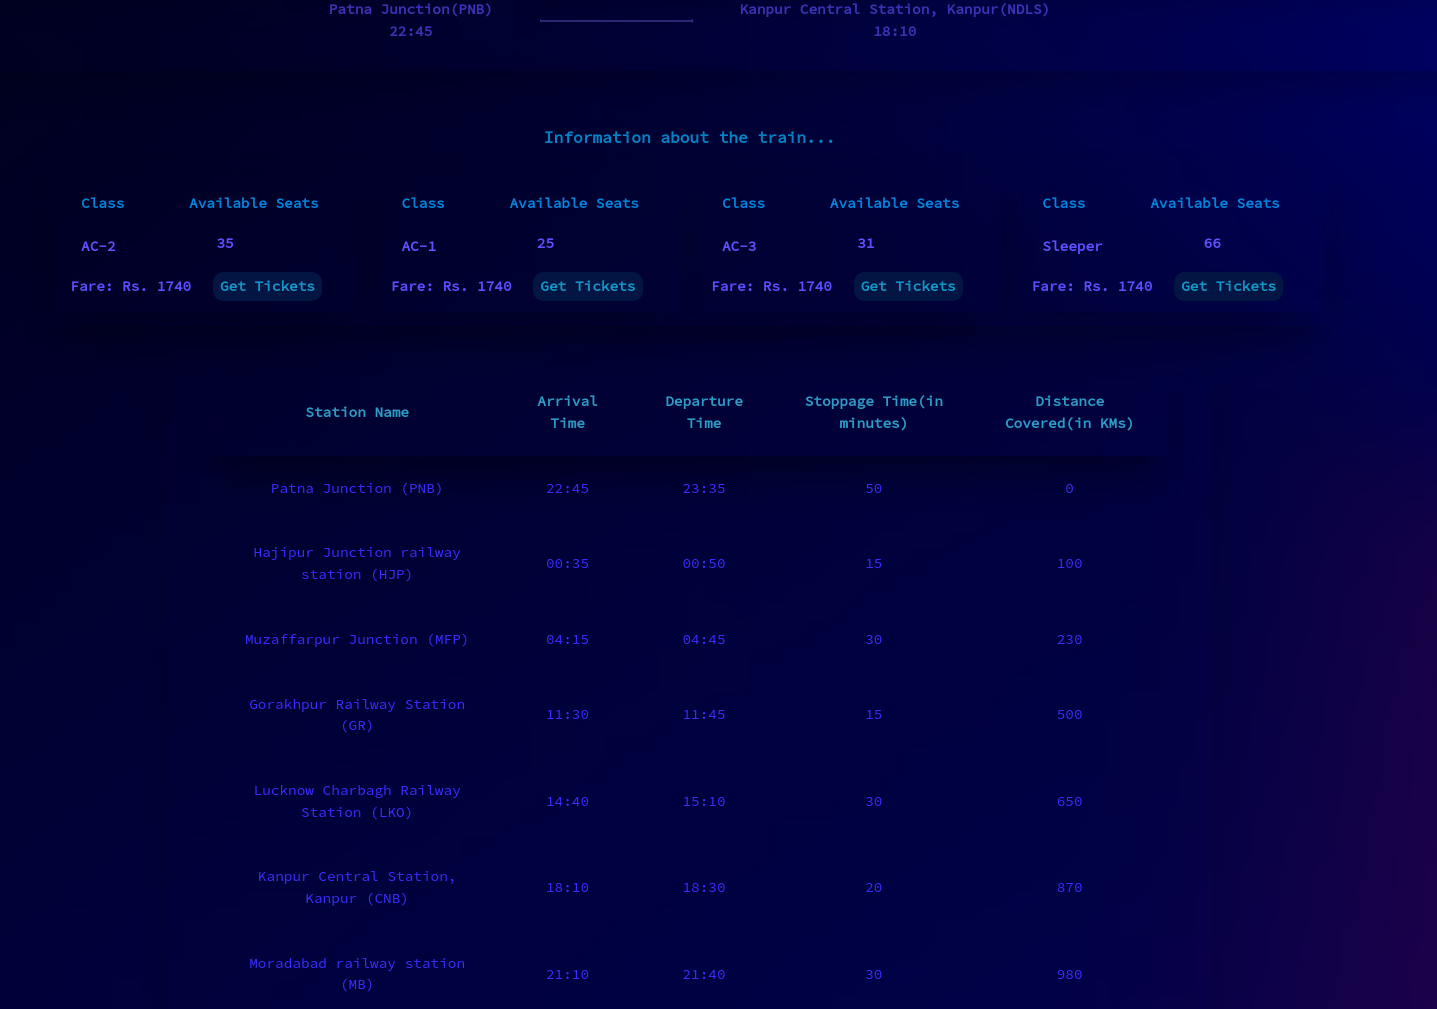 Patna Junction(PNB) Kanpur Central Station, Kanpur(NDLS)
22:45 18:10
Information about the train...
Class Available Seats Class Available Seats Class Available Seats Class Available Seats
AC-2 35 AC-1 25 AC-3 31 Sleeper 66
Fare: Rs. 1740 Get Tickets Fare: Rs. 1740 Get Tickets Fare: Rs. 1740 Get Tickets Fare: Rs. 1740 Get Tickets
Station Name Arrival Time Departure Time Stoppage Time(in minutes) Distance Covered(in KMs)
Patna Junction (PNB) 22:45 23:35 50 0
Hajipur Junction railway station (HJP) 00:35 00:50 15 100
Muzaffarpur Junction (MFP) 04:15 04:45 30 230
Gorakhpur Railway Station (GR) 11:30 11:45 15 500
Lucknow Charbagh Railway Station (LKO) 14:40 15:10 30 650
Kanpur Central Station, Kanpur (CNB) 18:10 18:30 20 870
Moradabad railway station (MB) 21:10 21:40 30 980